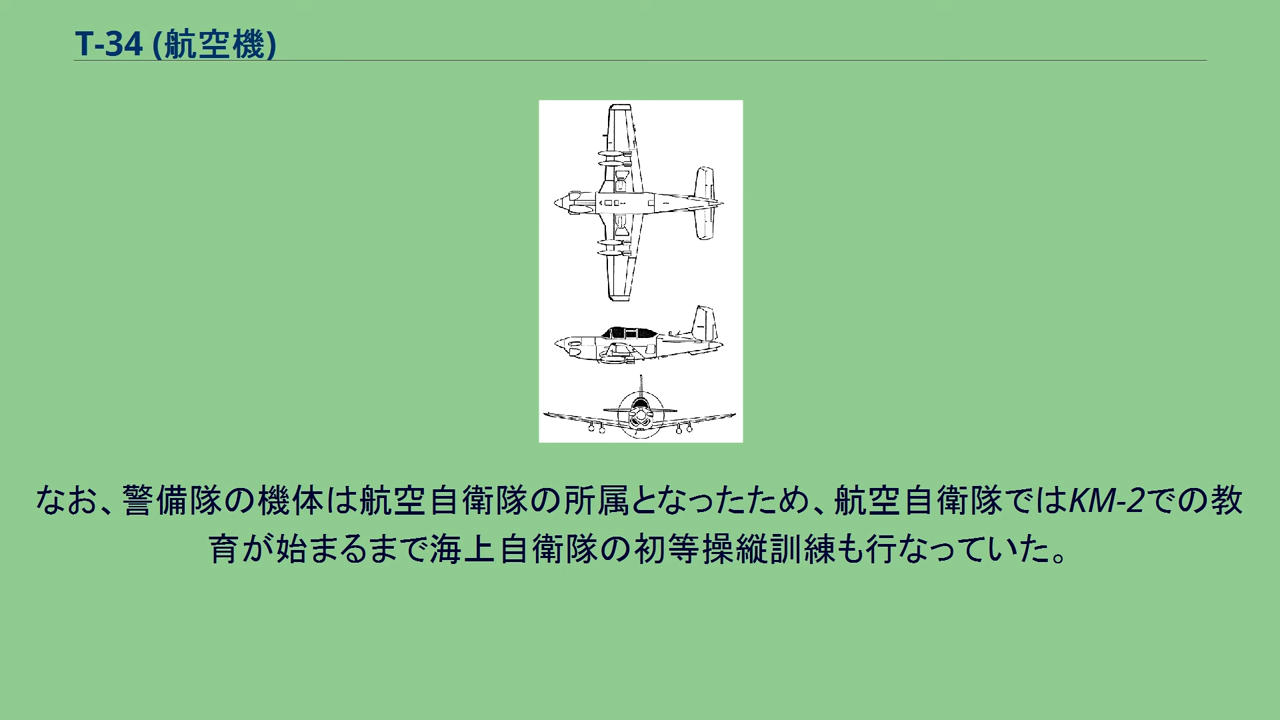 T-34 (航空機)
なお、警備隊の機体は航空自衛隊の所属となったため、航空自衛隊ではKM-2での教
育が始まるまで海上自衛隊の初等操縦訓練も行なっていた。